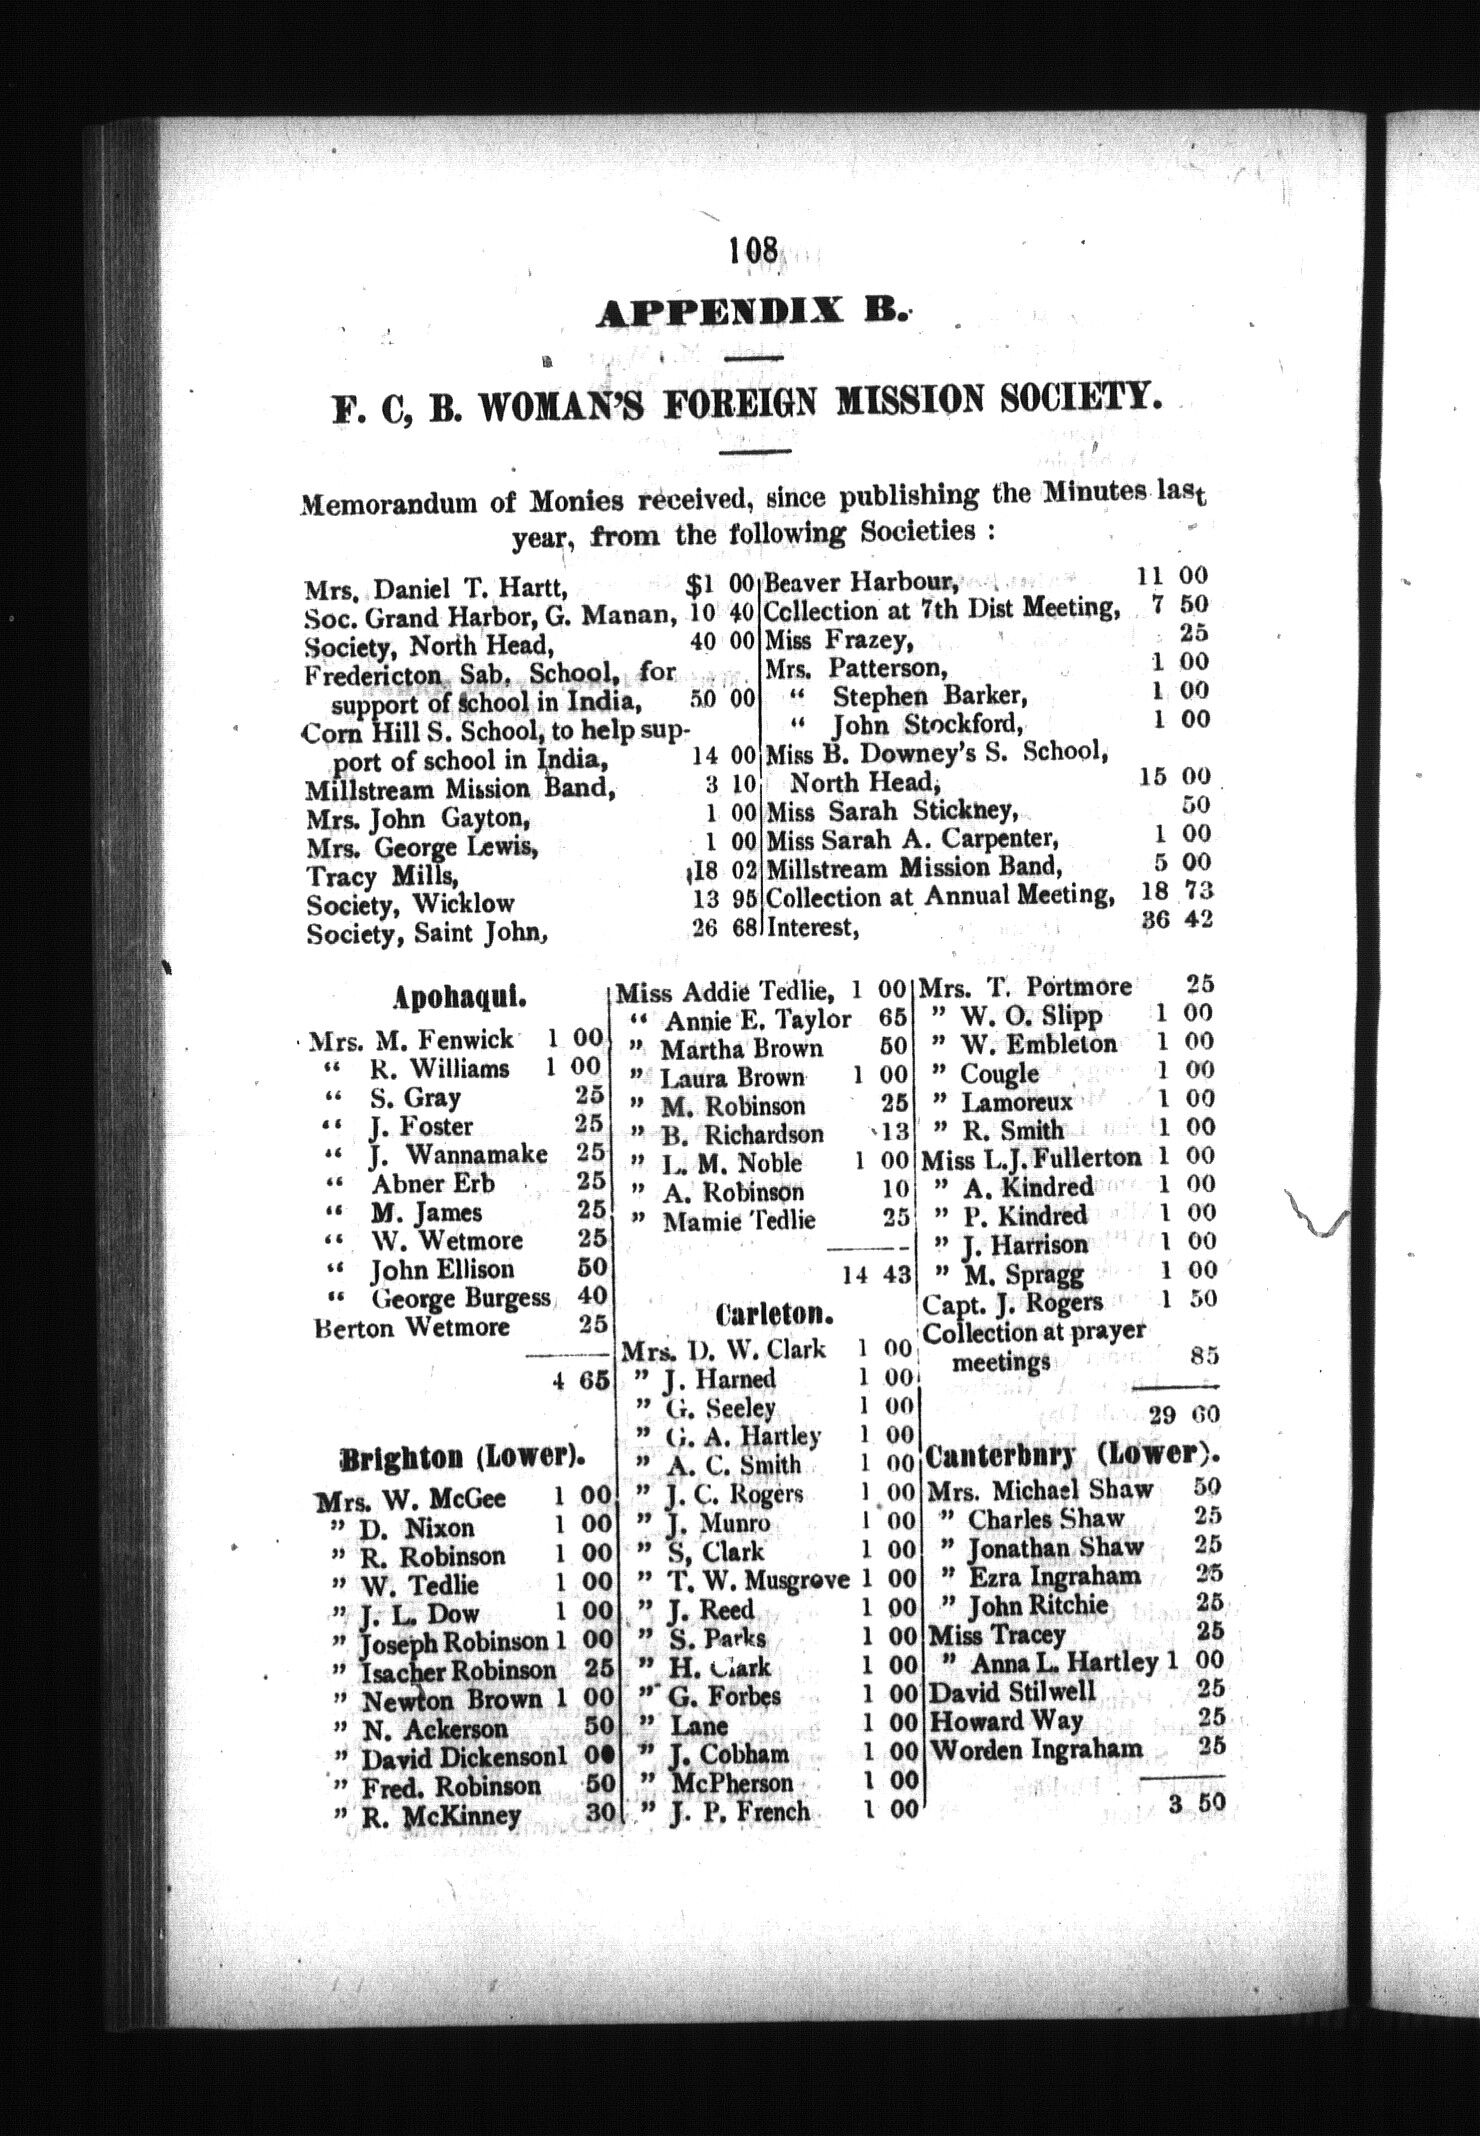 108
APPENDIX B.
F. C, B. WOMAN'S FOREIGN MISSION SOCIETY.
Memorandum of Monies received, since publishing the Minutes last
year, from the following Societies :
Mrs. Daniel T. Hartt, $1 00
Soc. Grand Harbor, G. Manan, 10 40
Society, North Head, 40 00
Fredericton Sab. School, for
support of school in India, 50 00
Corn Hill S. School, to help sup-
port of school in India, 14 00
Millstream Mission Band, 3 10
Mrs. John Gayton, 1 00
Mrs. George Lewis, 1 00
Tracy Mills, 18 02
Society, Wicklow 13 95
Society, Saint John, 26 68
Beaver Harbour, 11 00
Collection at 7th Dist Meeting, 7 50
Miss Frazey, 25
Mrs. Patterson, 1 00
“ Stephen Barker, 1 00
“ John Stockford, 1 00
Miss B. Downey's S. School,
North Head, 15 00
Miss Sarah Stickney, 50
Miss Sarah A. Carpenter, 1 00
Millstream Mission Band, 5 00
Collection at Annual Meeting, 18 73
Interest, 36 42
Apohaqui.
Mrs. M. Fenwick 1 00
“ R. Williams 1 00
“ S. Gray 25
“ J. Foster 25
“ J. Wannamake 25
“ Abner Erb 25
“ M. James 25
“ W. Wetmore 25
“ John Ellison 50
“ George Burgess 40
Berton Wetmore 25
4 65
Brighton (Lower).
Mrs. W. McGee 1 00
” D. Nixon 1 00
” R. Robinson 1 00
” W. Tedlie 1 00
” J. L. Dow 1 00
” Joseph Robinson 1 00
” Isacher Robinson 25
” Newton Brown 1 00
” N. Ackerson 50
” David Dickenson 1 00
” Fred. Robinson 50
” R. McKinney 30
Miss Addie Tedlie, 1 00
“ Annie E. Taylor 65
” Martha Brown 50
” Laura Brown 1 00
” M. Robinson 25
” B. Richardson 13
” L. M. Noble 1 00
” A. Robinson 10
” Mamie Tedlie 25
14 43
Carleton.
Mrs. D. W. Clark 1 00
” J. Harned 1 00
” G. Seeley 1 00
” G. A. Hartley 1 00
” A. C. Smith 1 00
” J. C. Rogers 1 00
” J. Munro 1 00
” S, Clark 1 00
” T. W. Musgrove 1 00
” J. Reed 1 00
” S. Parks 1 00
” H. Clark 1 00
” G. Forbes 1 00
” Lane 1 00
” J. Cobham 1 00
” McPherson 1 00
” J. P. French 1 00
Mrs. T. Portmore 25
” W. O. Slipp 1 00
” W. Embleton 1 00
” Cougle 1 00
” Lamoreux 1 00
” R. Smith 1 00
Miss L.J. Fullerton 1 00
” A. Kindred 1 00
” P. Kindred 1 00
” J. Harrison 1 00
” M. Spragg 1 00
Capt. J. Rogers 1 50
Collection at prayer
meetings 85
29 60
Canterbnry (Lower).
Mrs. Michael Shaw 50
” Charles Shaw 25
” Jonathan Shaw 25
” Ezra Ingraham 25
” John Ritchie 25
Miss Tracey 25
” Anna L. Hartley 1 00
David Stilwell 25
Howard Way 25
Worden Ingraham 25
3 50